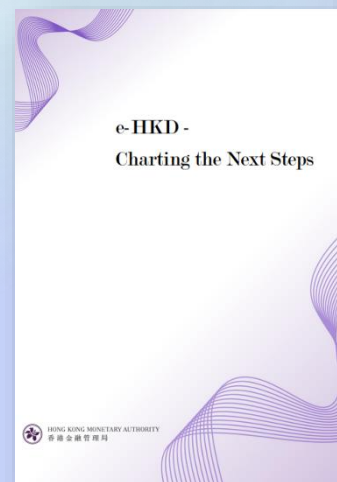 e-HKD -
Charting the Next Steps
HONG KONG MONETARY AUTHORITY
香港金融管理局